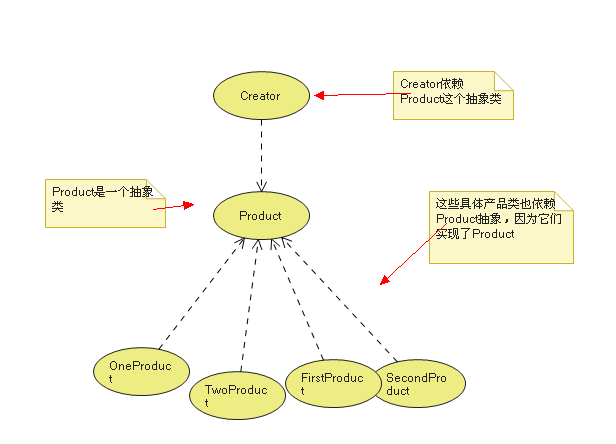 Creator
Creator依赖
Product这个抽象类
Product是一个抽象
类
Product
这些具体产品类也依赖
Product抽象，因为它们
实现了Product
OneProduc
t
TwoProduc
t
FirstProduc
t
SecondPro
duct